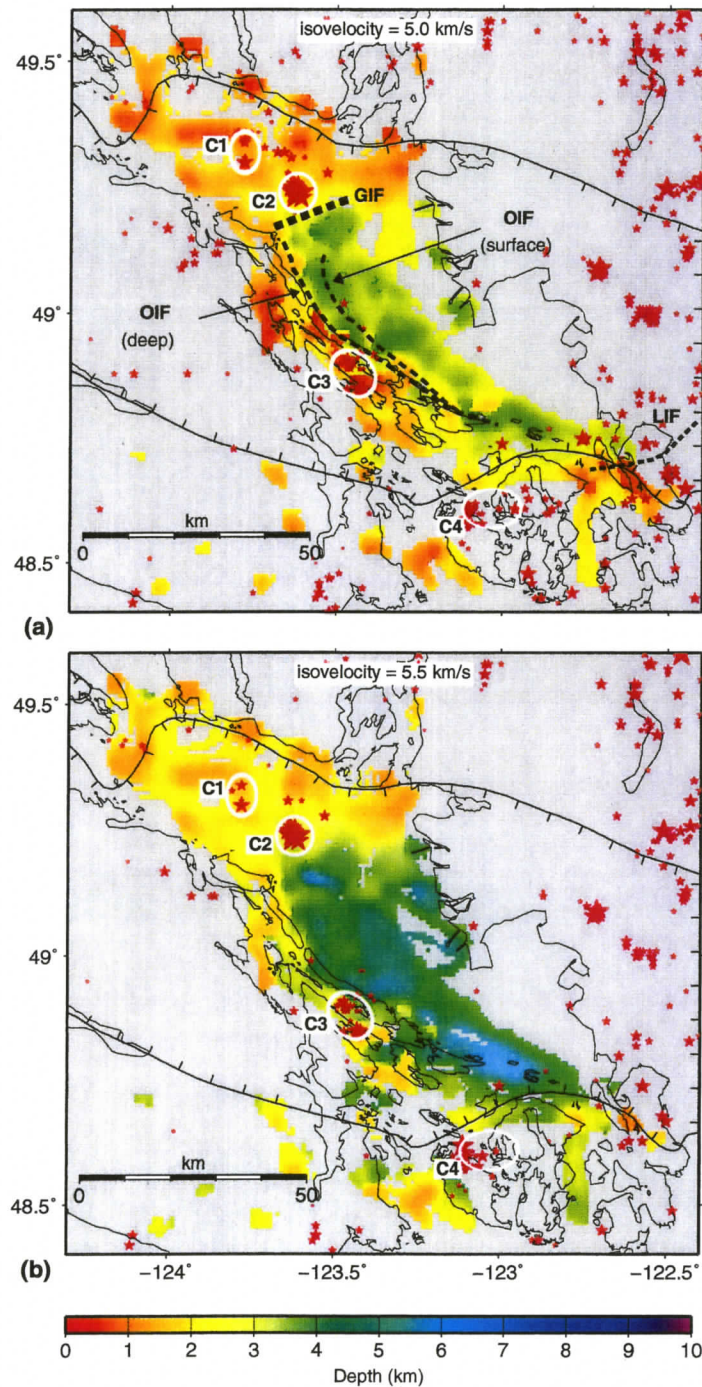 isovelocity = 5.0 km/s
49.5°
C1
C2
GIF
OIF
(surface)
49°
OIF
(deep)
C3
LIF
km
C4
0
50
48.5°
(a)
isovelocity = 5.5 km/s
49.5°
C1
C2
49°
C3
km
C4
0
50
48.5°
(b)
−124° −123.5° −123° −122.5°
0 1 2 3 4 5 6 7 8 9 10
Depth (km)